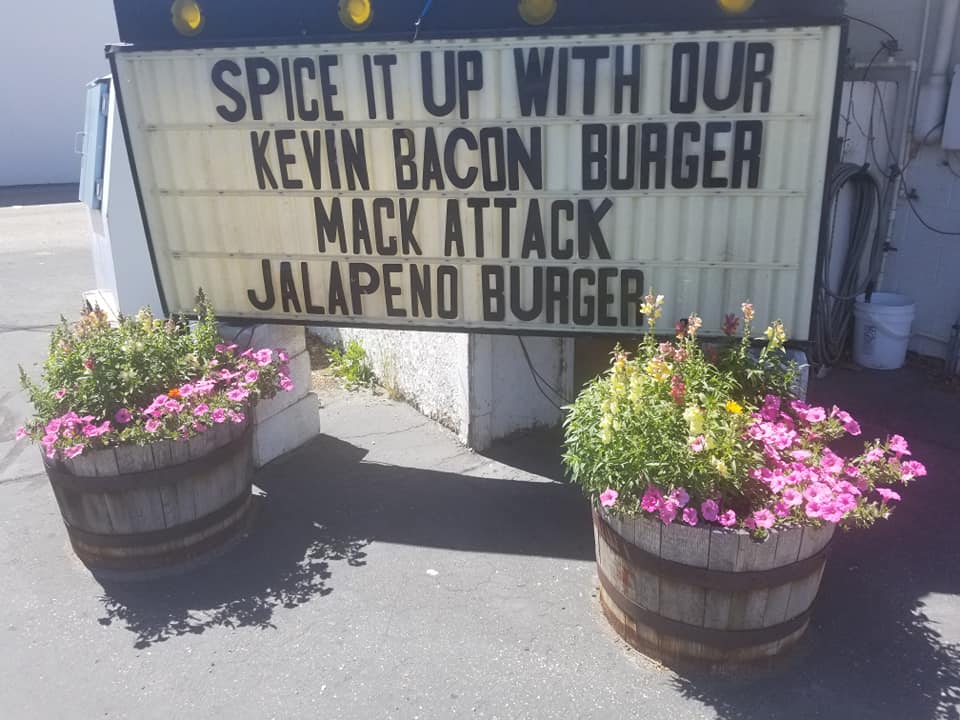 SPICE IT UP WITH OUR
KEVIN BACON BURGER
MACK ATTACK
JALAPENO BURGER